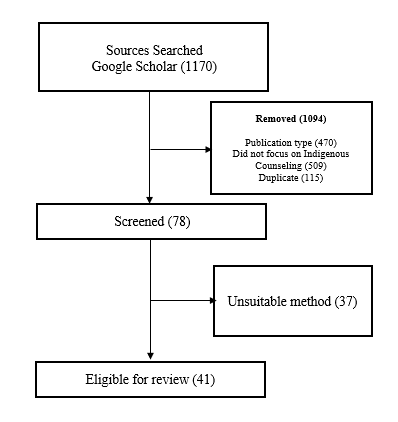 Sources Searched
Google Scholar (1170)
Removed (1094)
Publication type (470)
Did not focus on Indigenous
Counseling (509)
Duplicate (115)
Screened (78)
Unsuitable method (37)
Eligible for review (41)